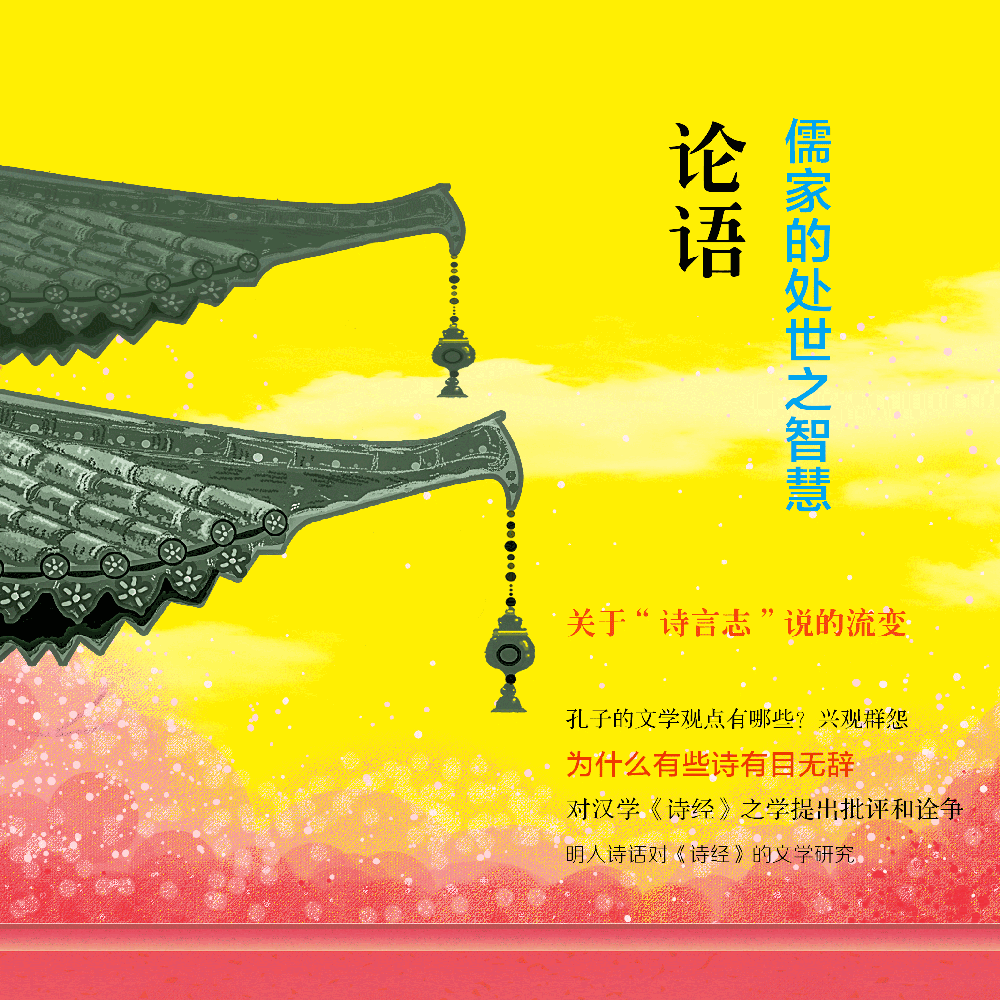 论语
儒家的处世之智慧
关于“诗言志”说的流变
孔子的文学观点有哪些？兴观群怨
为什么有些诗有目无辞
对汉学《诗经》之学提出批评和诠争
明人诗话对《诗经》的文学研究